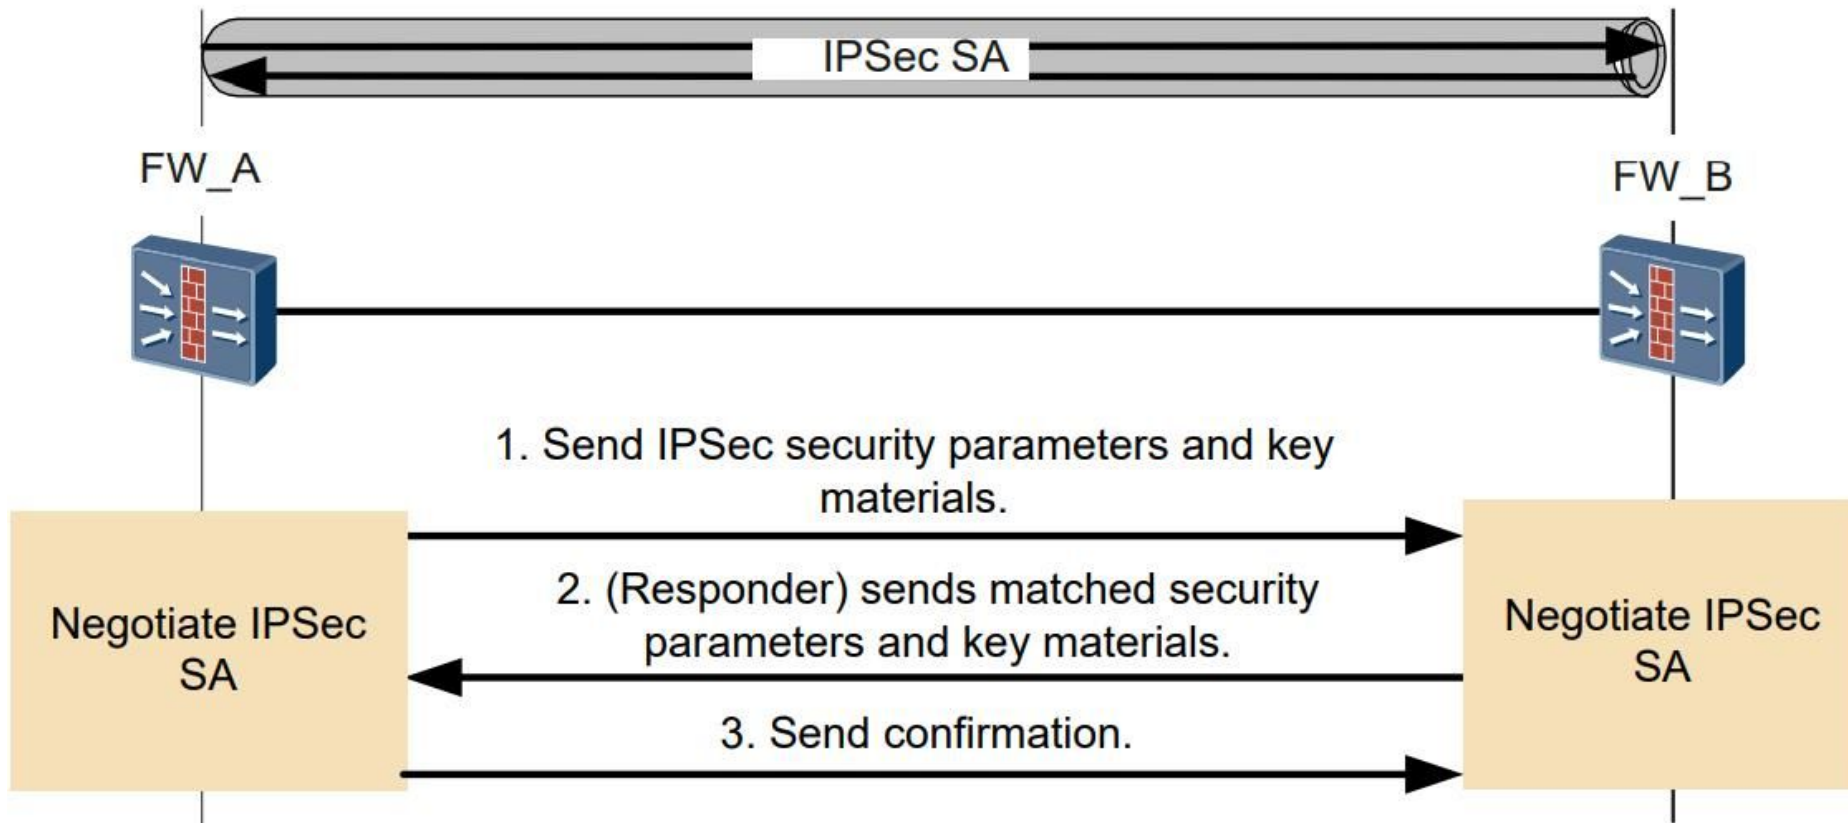 IPSec SA
FW_A
FW_B
1. Send IPSec security parameters and key
materials.
2. (Responder) sends matched security
parameters and key materials.
Negotiate IPSec
SA
Negotiate IPSec
SA
3. Send confirmation.